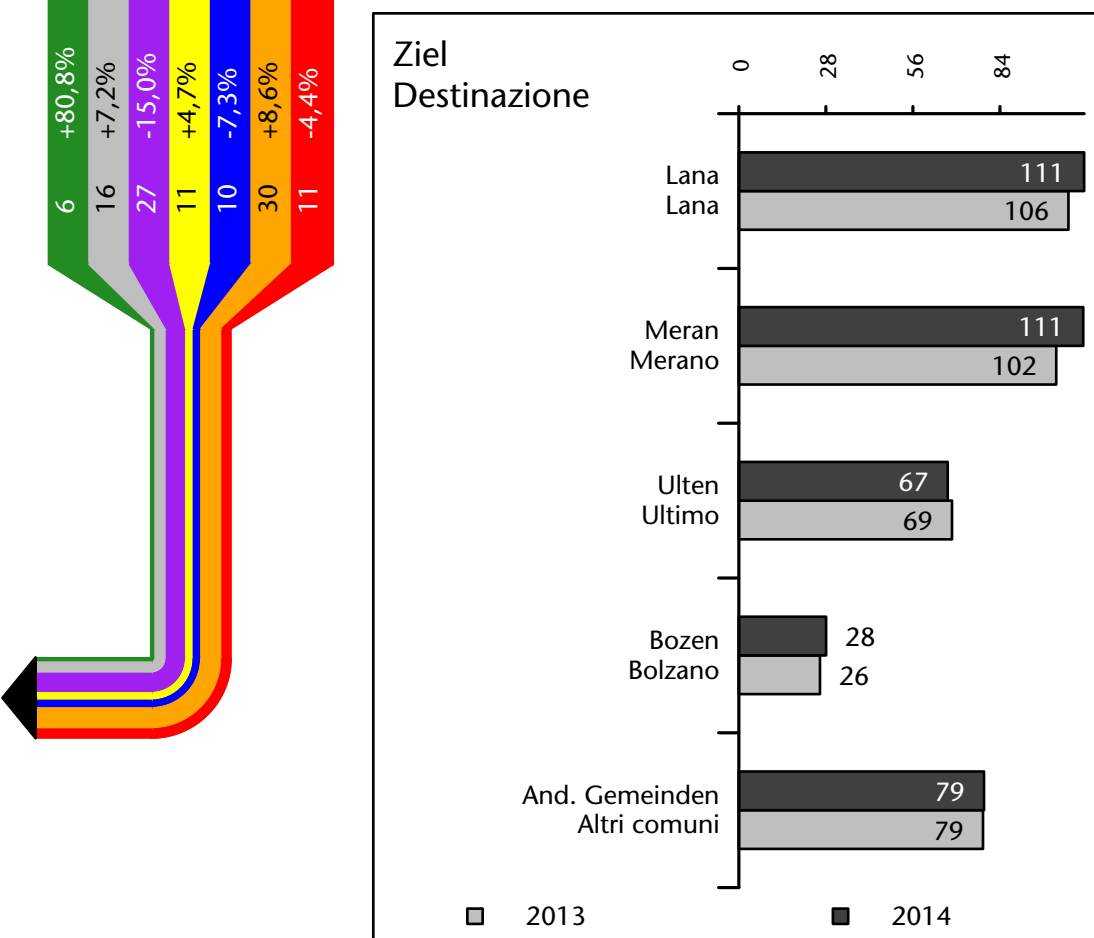 6 +80,8%
16 +7,2%
27 -15,0%
11 +4,7%
10 -7,3%
30 +8,6%
11 -4,4%
Ziel
Destinazione
0 28 56 84
Lana
Lana
111
106
Meran
Merano
111
102
Ulten
Ultimo
67
69
Bozen
Bolzano
28
26
And. Gemeinden
Altri comuni
79
79
2013 2014